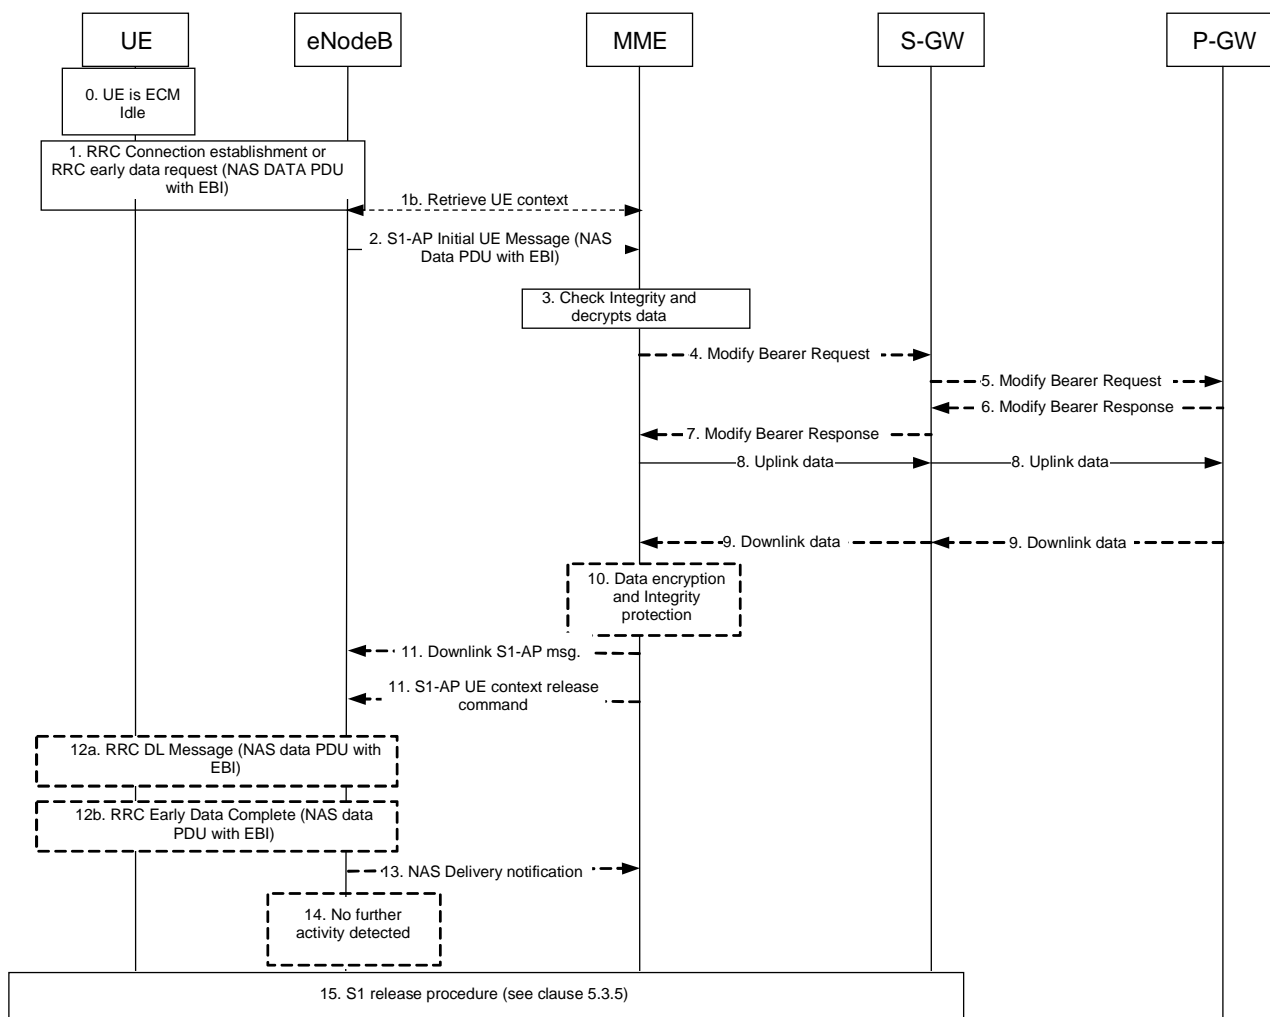 UE
eNodeB
MME
S-GW
P-GW
0. UE is ECM
Idle
1. RRC Connection establishment or
RRC early data request (NAS DATA PDU
with EBI)
1b. Retrieve UE context
2. S1-AP Initial UE Message (NAS
Data PDU with EBI)
3. Check Integrity and
decrypts data
4. Modify Bearer Request
5. Modify Bearer Request
6. Modify Bearer Response
7. Modify Bearer Response
8. Uplink data
8. Uplink data
9. Downlink data
9. Downlink data
10. Data encryption
and Integrity
protection
11. Downlink S1-AP msg.
11. S1-AP UE context release
command
12a. RRC DL Message (NAS data PDU with
EBI)
12b. RRC Early Data Complete (NAS data
PDU with EBI)
13. NAS Delivery notification
14. No further
activity detected
15. S1 release procedure (see clause 5.3.5)